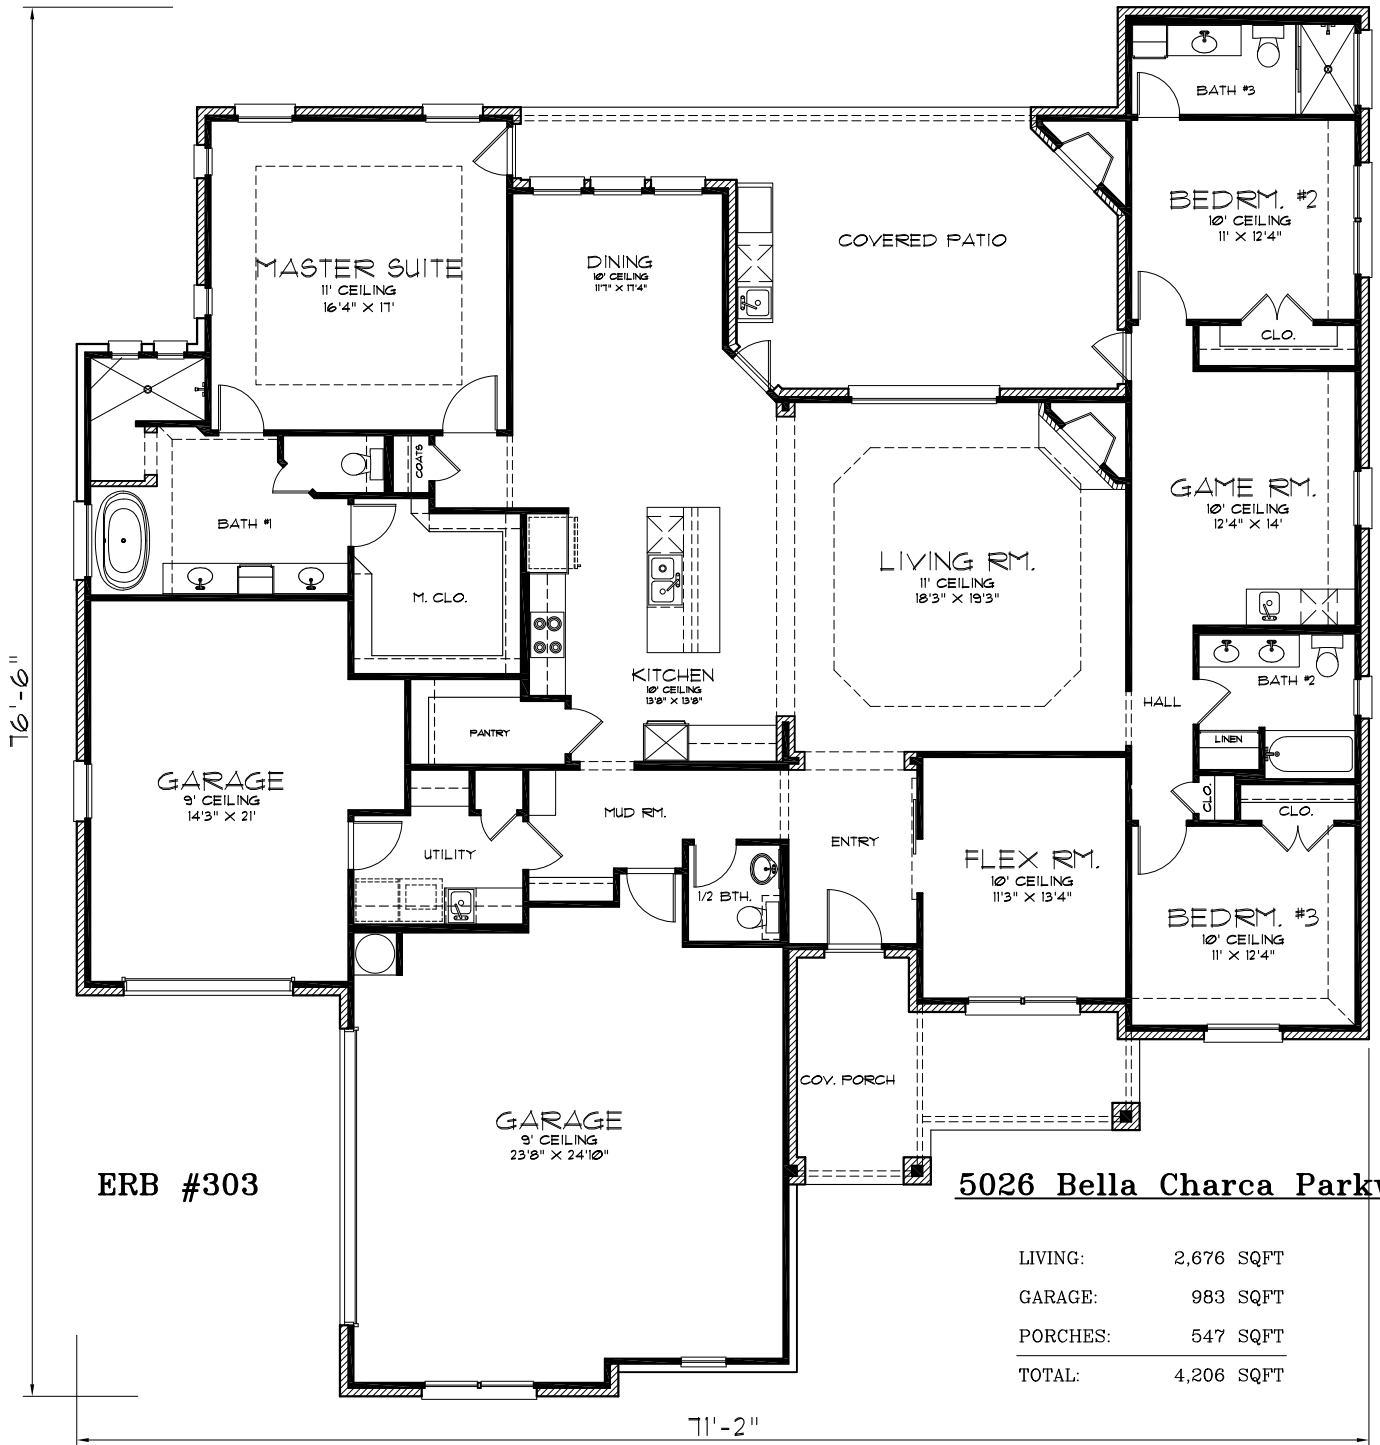 BATH #3
BEDRM. #2
10' CEILING
11' X 12'4"
CLO.
COVERED PATIO
DINING
10' CEILING
11'7" X 17'4"
MASTER SUITE
11' CEILING
16'4" X 17'
COATS
BATH #1
M. CLO.
GAME RM.
10' CEILING
12'4" X 14'
LIVING RM.
11' CEILING
18'3" X 19'3"
KITCHEN
10' CEILING
13'8" X 13'8"
BATH #2
HALL
LINEN
PANTRY
76'-6"
GARAGE
9' CEILING
14'3" X 21'
MUD RM.
CLO.
CLO.
UTILITY
ENTRY
FLEX RM.
10' CEILING
11'3" X 13'4"
1/2 BTH.
BEDRM. #3
10' CEILING
11' X 12'4"
COV. PORCH
GARAGE
9' CEILING
23'8" X 24'10"
ERB #303
5026 Bella Charca
LIVING: 2,676 SQFT
GARAGE: 983 SQFT
PORCHES: 547 SQFT
TOTAL: 4,206 SQFT
71'-2"